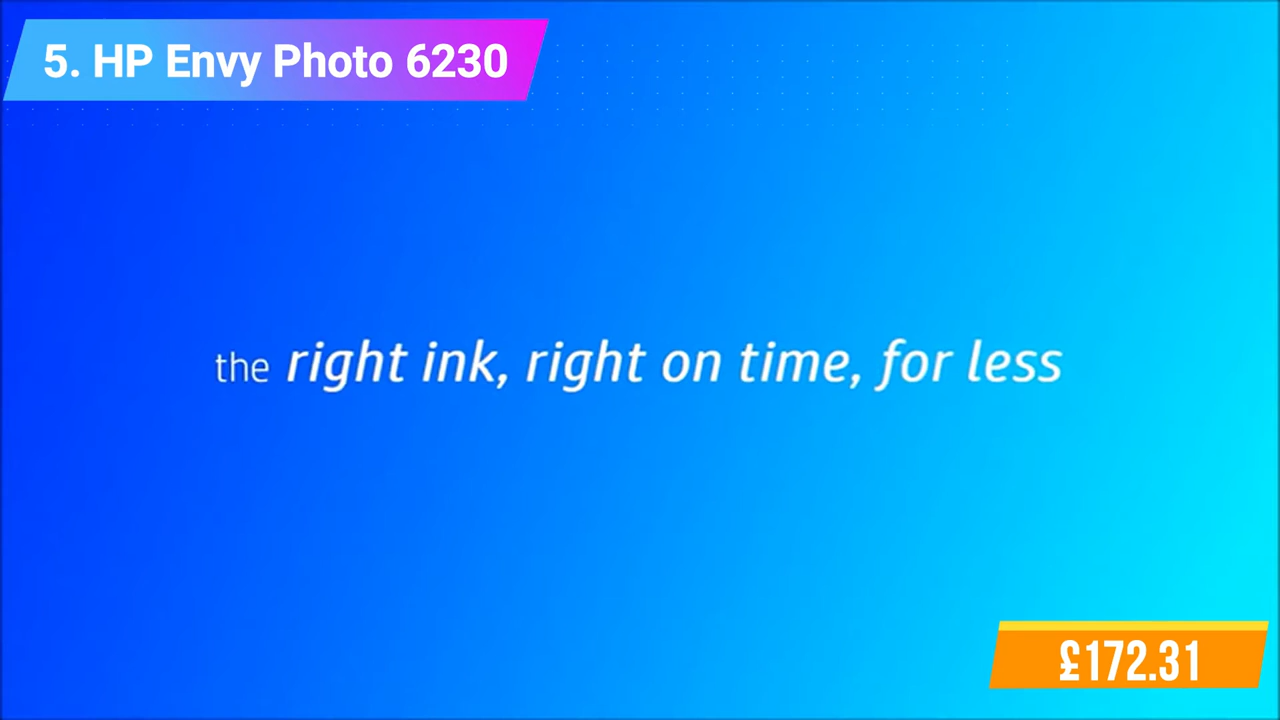 5. HP Envy Photo 6230
the right ink, right on time, for less
£172.31